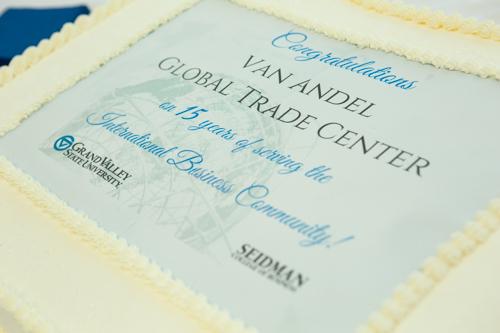 Congratulations
VAN ANDEL
GLOBAL TRADE CENTER
on 15 years of serving the
International Business Community!
GRAND VALLEY
STATE UNIVERSITY
SEIDMAN
COLLEGE OF BUSINESS